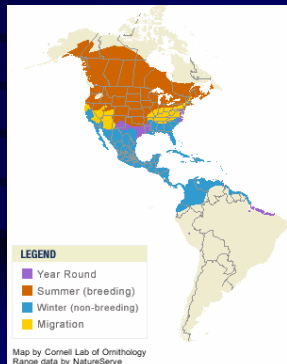 LEGEND
Year Round
Summer (breeding)
Winter (non-breeding)
Migration
Map by Cornell Lab of Ornithology
Range data by NatureServe